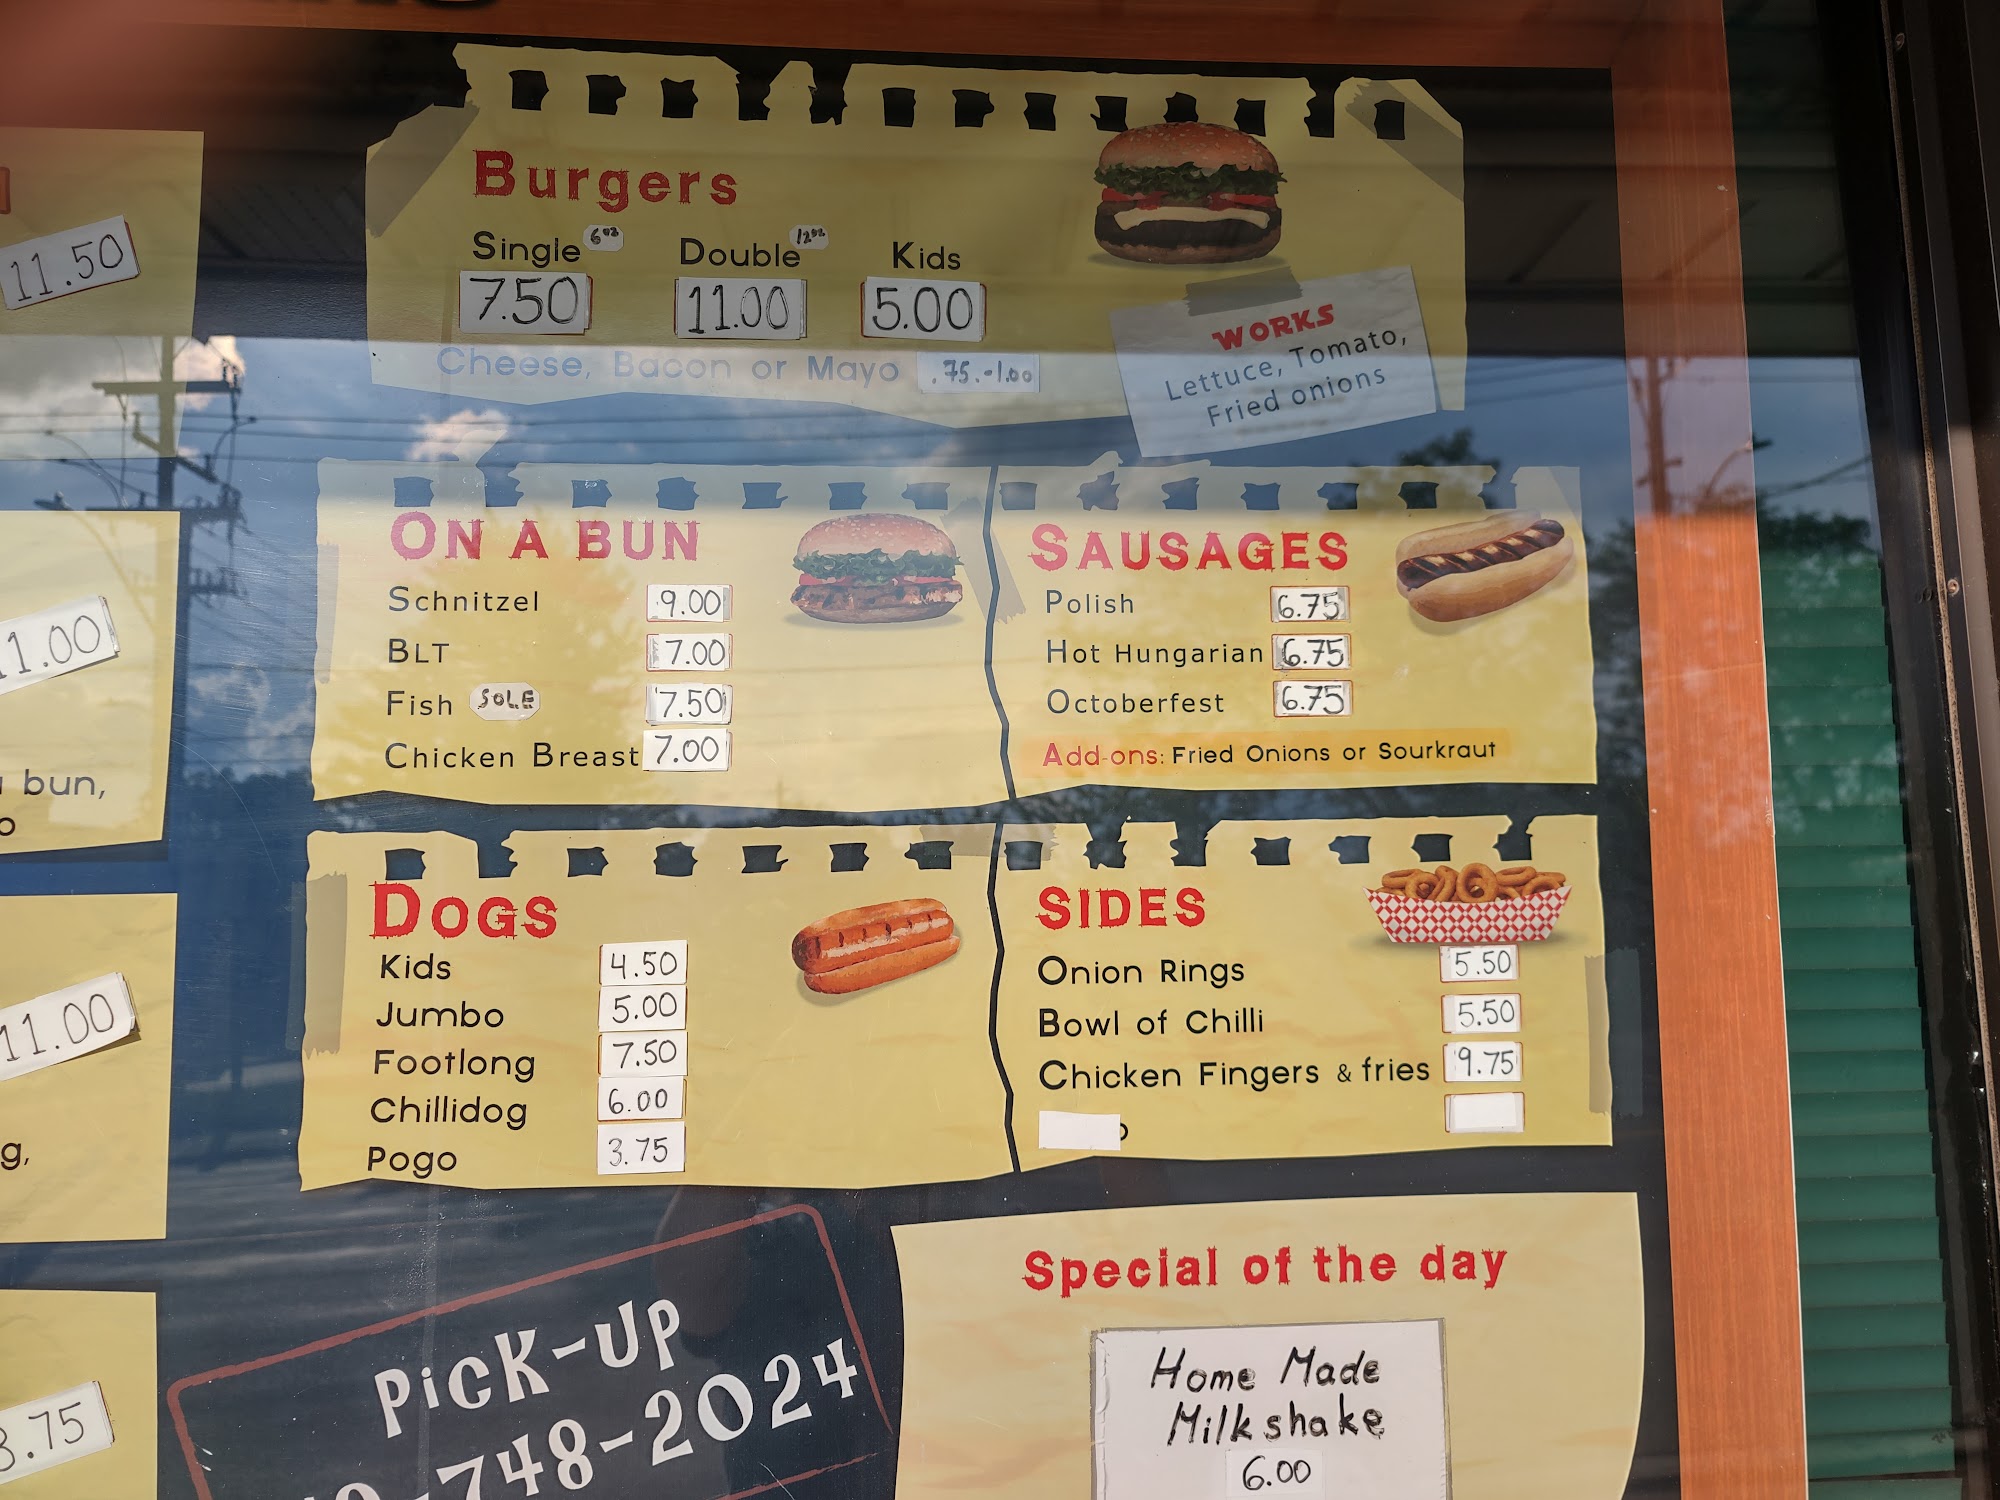 11.50
1.00
bun,
11.00
g,
3.75
Burgers
Single 6oz Double 12oz Kids
7.50 11.00 5.00
Cheese, Bacon or Mayo .75.-1.00
WORKS
Lettuce, Tomato,
Fried onions
ON A BUN
Schnitzel 9.00
BLT 7.00
Fish SOLE 7.50
Chicken Breast 7.00
SAUSAGES
Polish 6.75
Hot Hungarian 6.75
Octoberfest 6.75
Add-ons: Fried Onions or Sourkraut
DOGS
Kids 4.50
Jumbo 5.00
Footlong 7.50
Chillidog 6.00
Pogo 3.75
SIDES
Onion Rings 5.50
Bowl of Chilli 5.50
Chicken Fingers & fries 9.75
PiCK-UP
-748-2024
Special of the day
Home Made
Milkshake
6.00